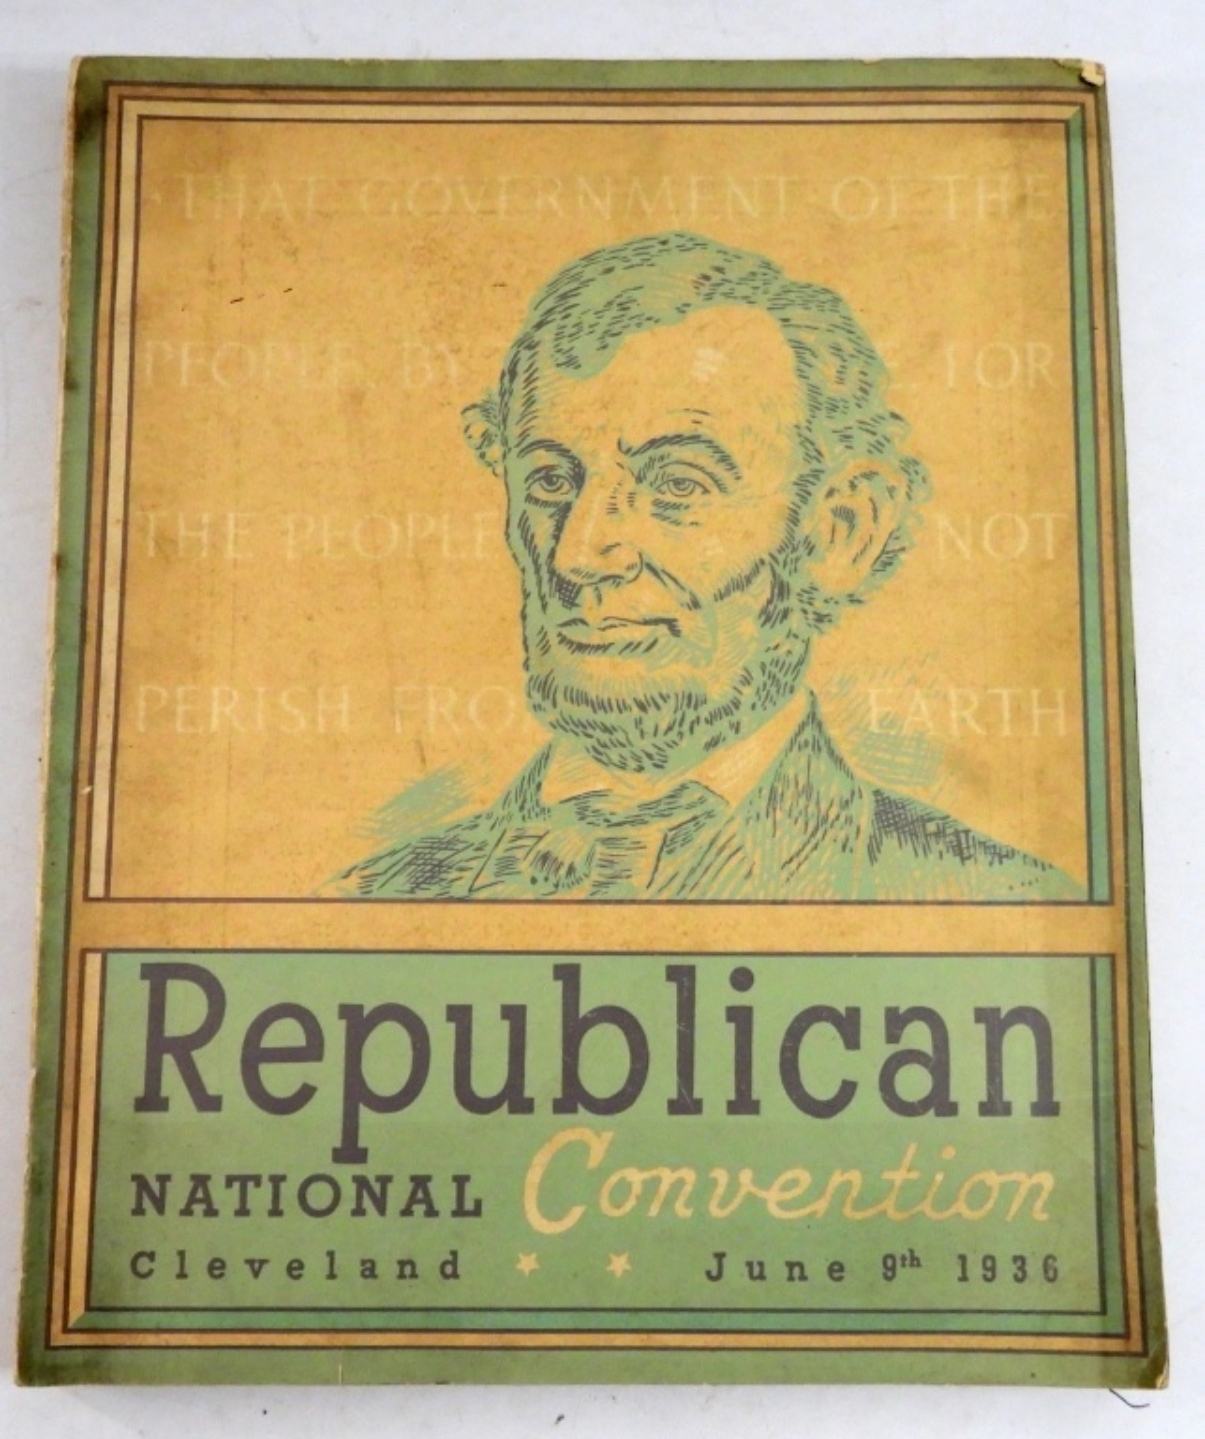 THAT GOVERNMENT OF THE
PEOPLE BY FOR
THE PEOPLE NOT
PERISH FRO EARTH
Republican
NATIONAL Convention
Cleveland June 9th 1936